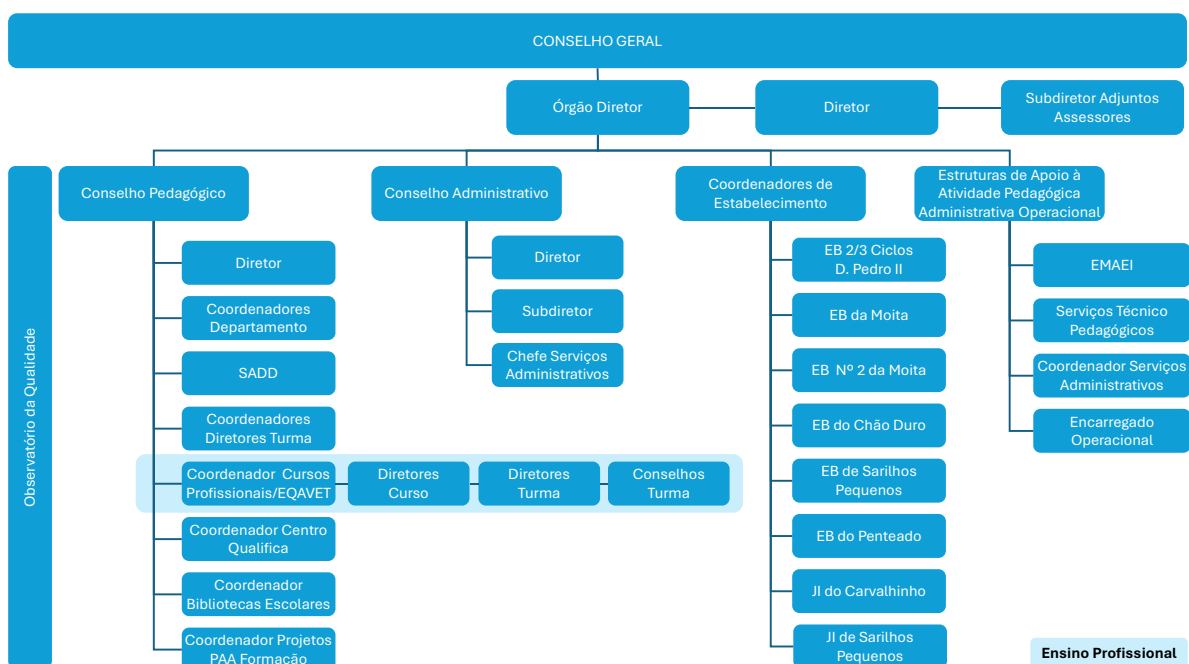 CONSELHO GERAL
Órgão Diretor
Diretor
Subdiretor Adjuntos
Assessores
Observatório da Qualidade
Conselho Pedagógico
Diretor
Coordenadores
Departamento
SADD
Coordenadores
Diretores Turma
Coordenador Cursos
Profissionais/EQAVET
Diretores
Curso
Diretores
Turma
Conselhos
Turma
Coordenador Centro
Qualifica
Coordenador
Bibliotecas Escolares
Coordenador Projetos
PAA Formação
Conselho Administrativo
Diretor
Subdiretor
Chefe Serviços
Administrativos
Coordenadores de
Estabelecimento
EB 2/3 Ciclos
D. Pedro II
EB da Moita
EB Nº 2 da Moita
EB do Chão Duro
EB de Sarilhos
Pequenos
EB do Penteado
JI do Carvalhinho
JI de Sarilhos
Pequenos
Estruturas de Apoio à
Atividade Pedagógica
Administrativa Operacional
EMAEI
Serviços Técnico
Pedagógicos
Coordenador Serviços
Administrativos
Encarregado
Operacional
Ensino Profissional